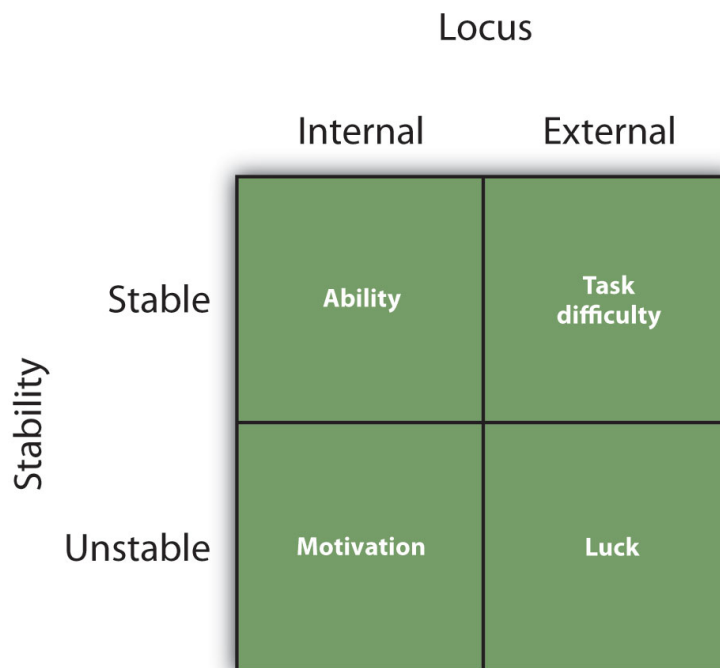 Locus
Internal External
Stability
Stable Ability Task
difficulty
Unstable Motivation Luck